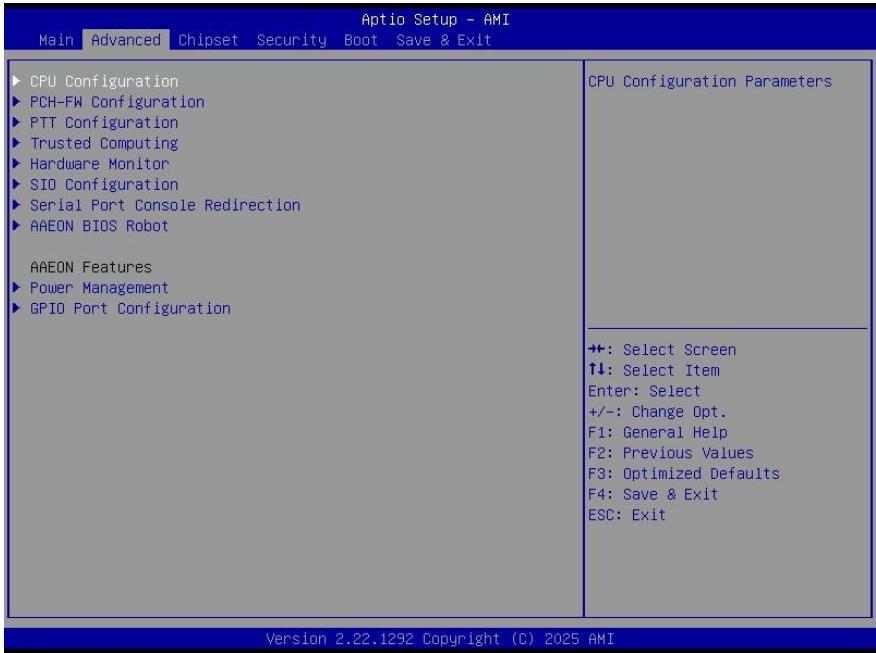 Aptio Setup - AMI
Main Advanced Chipset Security Boot Save & Exit
CPU Configuration
PCH-FW Configuration
PTT Configuration
Trusted Computing
Hardware Monitor
SIO Configuration
Serial Port Console Redirection
AAEON BIOS Robot
AAEON Features
Power Management
GPIO Port Configuration
CPU Configuration Parameters
→←: Select Screen
↑↓: Select Item
Enter: Select
+/-: Change Opt.
F1: General Help
F2: Previous Values
F3: Optimized Defaults
F4: Save & Exit
ESC: Exit
Version 2.22.1292 Copyright (C) 2025 AMI